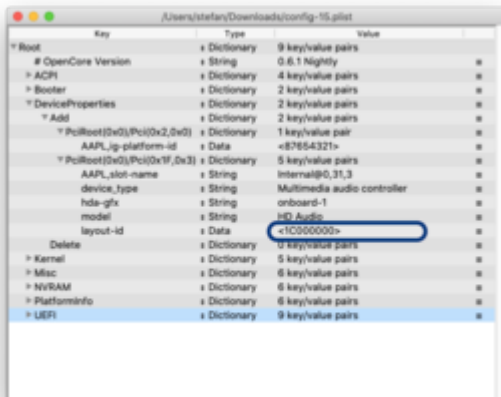 /Users/stefan/Downloads/config-15.plist
Key Type Value
Root Dictionary 9 key/value pairs
# OpenCore Version String 0.6.1 Nightly
ACPI Dictionary 4 key/value pairs
Booter Dictionary 2 key/value pairs
DeviceProperties Dictionary 2 key/value pairs
Add Dictionary 2 key/value pairs
PciRoot(0x0)/Pci(0x2,0x0) Dictionary 1 key/value pair
AAPL,ig-platform-id Data <87654321>
PciRoot(0x0)/Pci(0x1F,0x3) Dictionary 5 key/value pairs
AAPL,slot-name String Internal@0,31,3
device_type String Multimedia audio controller
hda-gfx String onboard-1
model String HD Audio
layout-id Data <1C000000>
Delete Dictionary 0 key/value pairs
Kernel Dictionary 5 key/value pairs
Misc Dictionary 6 key/value pairs
NVRAM Dictionary 6 key/value pairs
PlatformInfo Dictionary 6 key/value pairs
UEFI Dictionary 9 key/value pairs